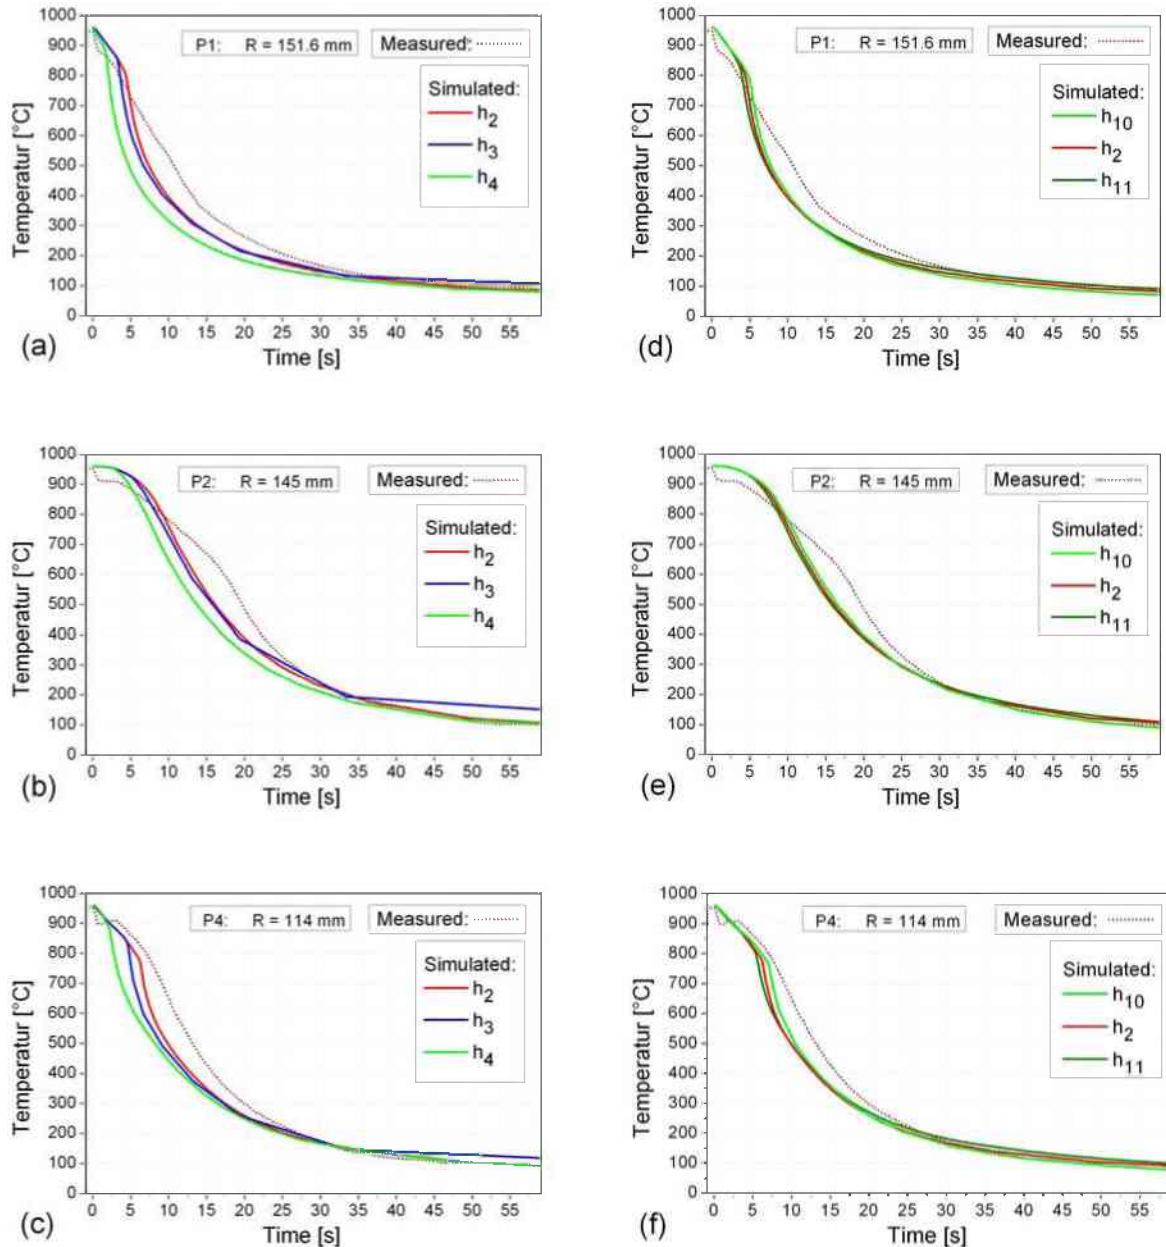 1000
900
800
700
600
500
400
300
200
100
0
Temperatur [°C]
P1: R = 151.6 mm
Measured:
Simulated:
h2
h3
h4
0 5 10 15 20 25 30 35 40 45 50 55
Time [s]
(a)
1000
900
800
700
600
500
400
300
200
100
0
Temperatur [°C]
P1: R = 151.6 mm
Measured:
Simulated:
h10
h2
h11
0 5 10 15 20 25 30 35 40 45 50 55
Time [s]
(d)
1000
900
800
700
600
500
400
300
200
100
0
Temperatur [°C]
P2: R = 145 mm
Measured:
Simulated:
h2
h3
h4
0 5 10 15 20 25 30 35 40 45 50 55
Time [s]
(b)
1000
900
800
700
600
500
400
300
200
100
0
Temperatur [°C]
P2: R = 145 mm
Measured:
Simulated:
h10
h2
h11
0 5 10 15 20 25 30 35 40 45 50 55
Time [s]
(e)
1000
900
800
700
600
500
400
300
200
100
0
Temperatur [°C]
P4: R = 114 mm
Measured:
Simulated:
h2
h3
h4
0 5 10 15 20 25 30 35 40 45 50 55
Time [s]
(c)
1000
900
800
700
600
500
400
300
200
100
0
Temperatur [°C]
P4: R = 114 mm
Measured:
Simulated:
h10
h2
h11
0 5 10 15 20 25 30 35 40 45 50 55
Time [s]
(f)